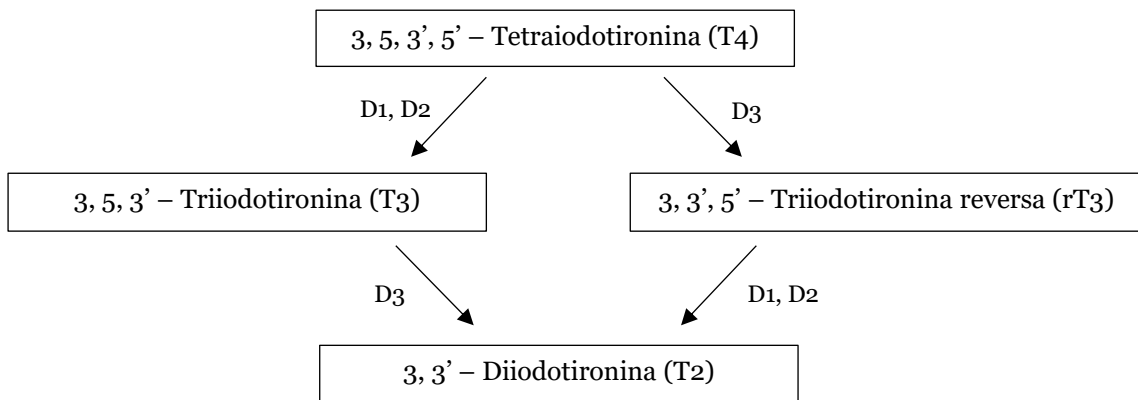 3, 5, 3’, 5’ – Tetraiodotironina (T4)
D1, D2
D3
3, 5, 3’ – Triiodotironina (T3)
3, 3’, 5’ – Triiodotironina reversa (rT3)
D3
D1, D2
3, 3’ – Diiodotironina (T2)